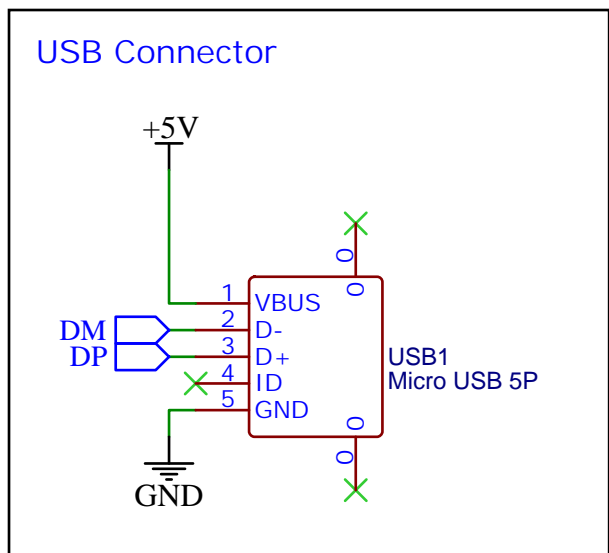 USB Connector
+5V
0
0
1 VBUS
DM 2 D-
DP 3 D+
USB1
4 ID
Micro USB 5P
5 GND
0
0
GND